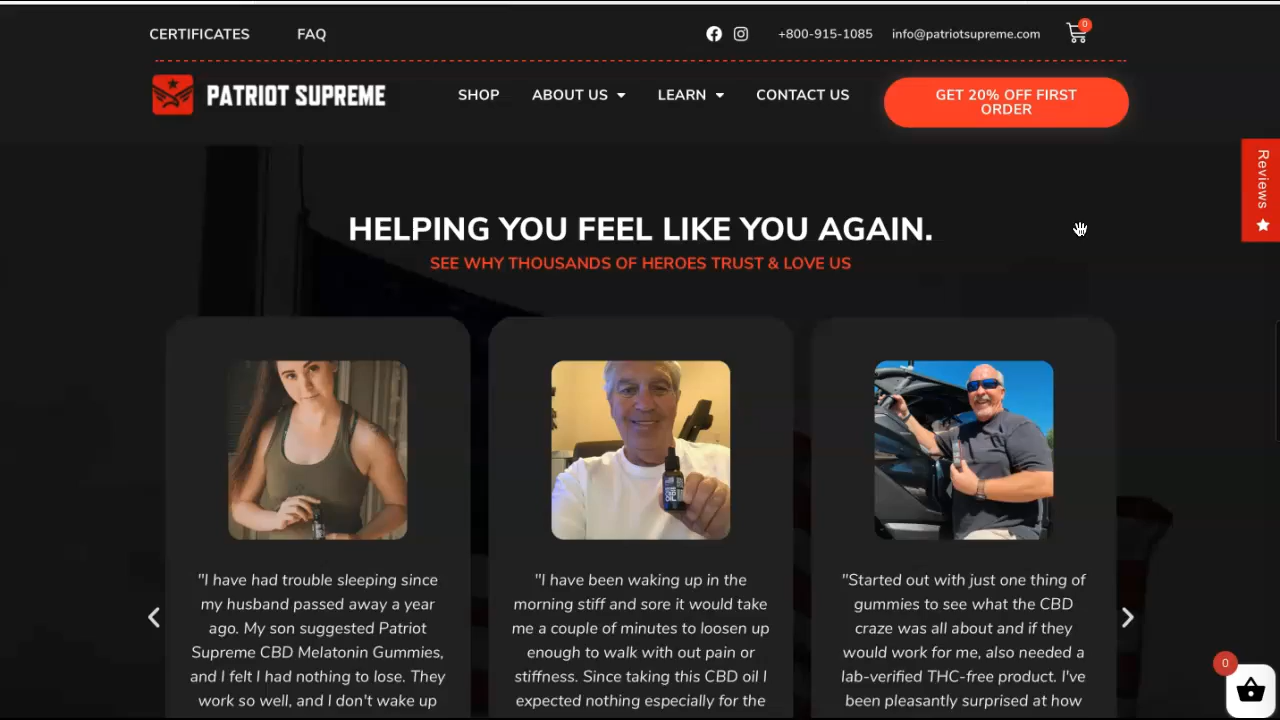 CERTIFICATES FAQ +800-915-1085 info@patriotsupreme.com 0
PATRIOT SUPREME SHOP ABOUT US LEARN CONTACT US GET 20% OFF FIRST
ORDER
Reviews
HELPING YOU FEEL LIKE YOU AGAIN.
SEE WHY THOUSANDS OF HEROES TRUST & LOVE US
"I have had trouble sleeping since
my husband passed away a year
ago. My son suggested Patriot
Supreme CBD Melatonin Gummies,
and I felt I had nothing to lose. They
work so well, and I don't wake up
"I have been waking up in the
morning stiff and sore it would take
me a couple of minutes to loosen up
enough to walk with out pain or
stiffness. Since taking this CBD oil I
expected nothing especially for the
"Started out with just one thing of
gummies to see what the CBD
craze was all about and if they
would work for me, also needed a
lab-verified THC-free product. I've
been pleasantly surprised at how
0